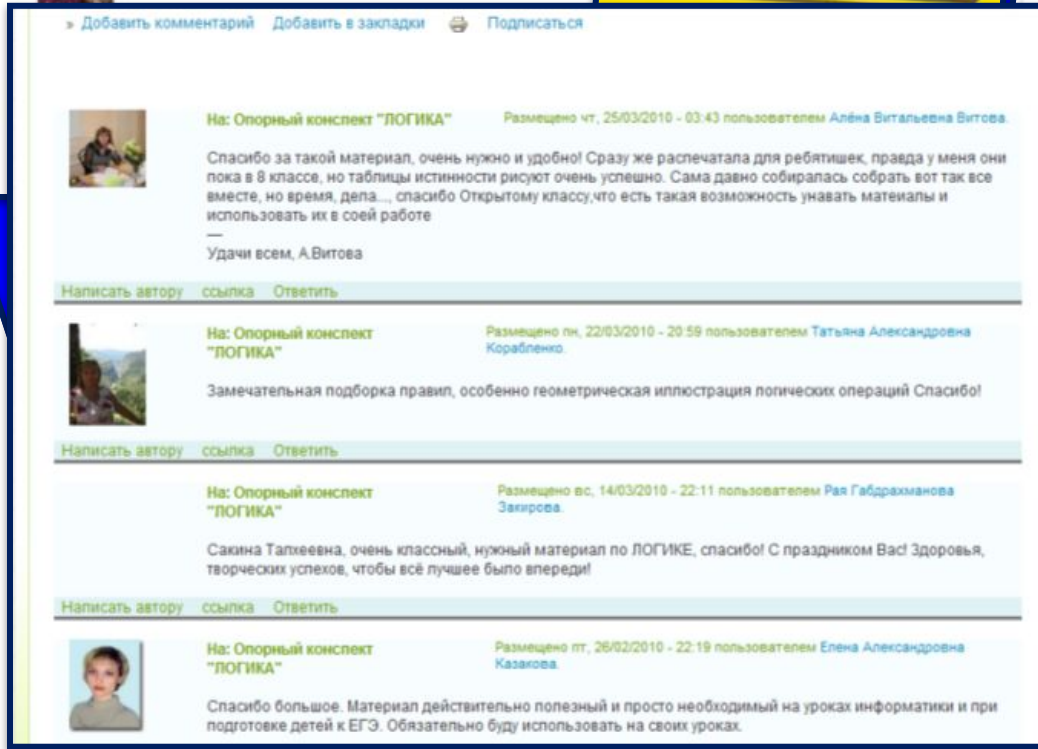 » Добавить комментарий Добавить в закладки Подписаться
На: Опорный конспект "ЛОГИКА" Размещено чт, 25/03/2010 - 03:43 пользователем Алёна Витальевна Витова.
Спасибо за такой материал, очень нужно и удобно! Сразу же распечатала для ребятишек, правда у меня они
пока в 8 классе, но таблицы истинности рисуют очень успешно. Сама давно собиралась собрать вот так все
вместе, но время, дела..., спасибо Открытому классу,что есть такая возможность унавать матеиалы и
использовать их в соей работе
—
Удачи всем, А.Витова
Написать автору ссылка Ответить
На: Опорный конспект Размещено пн, 22/03/2010 - 20:59 пользователем Татьяна Александровна
"ЛОГИКА" Корабленко.
Замечательная подборка правил, особенно геометрическая иллюстрация логических операций Спасибо!
Написать автору ссылка Ответить
На: Опорный конспект Размещено вс, 14/03/2010 - 22:11 пользователем Рая Габдрахманова
"ЛОГИКА" Закирова.
Сакина Талхеевна, очень классный, нужный материал по ЛОГИКЕ, спасибо! С праздником Вас! Здоровья,
творческих успехов, чтобы всё лучшее было впереди!
Написать автору ссылка Ответить
На: Опорный конспект Размещено пт, 26/02/2010 - 22:19 пользователем Елена Александровна
"ЛОГИКА" Казакова.
Спасибо большое. Материал действительно полезный и просто необходимый на уроках информатики и при
подготовке детей к ЕГЭ. Обязательно буду использовать на своих уроках.